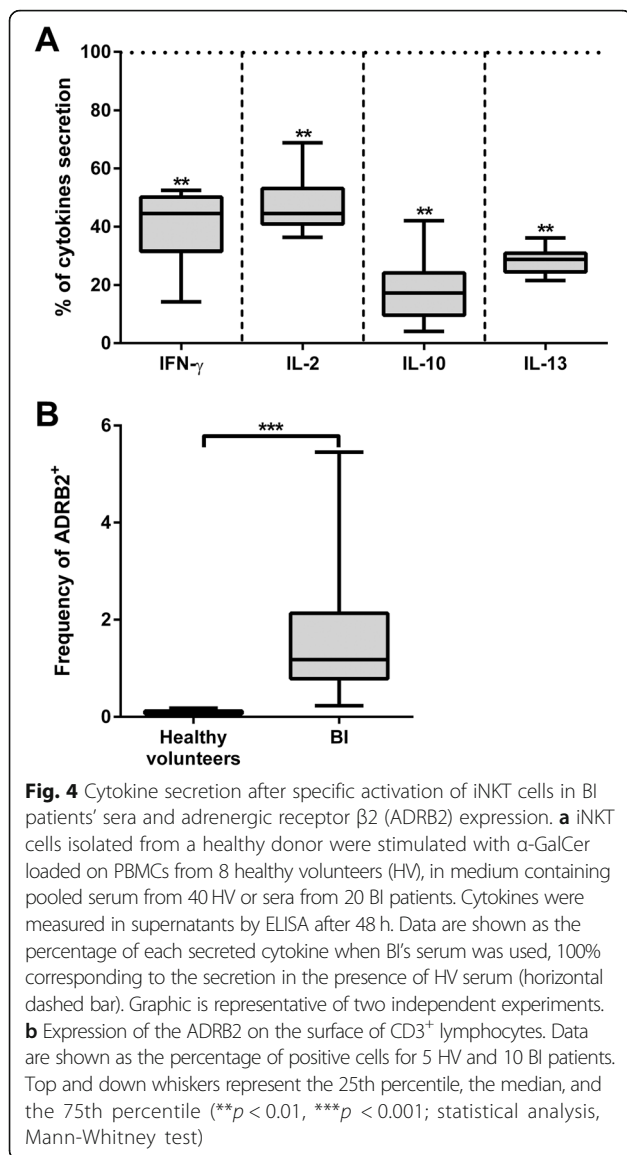 A
% of cytokines secretion
100
80
60
40
20
0
** ** ** **
IFN-γ IL-2 IL-10 IL-13
B
Frequency of ADRB2⁺
6
4
2
0
***
Healthy volunteers BI
Fig. 4 Cytokine secretion after specific activation of iNKT cells in BI
patients' sera and adrenergic receptor β2 (ADRB2) expression. a iNKT
cells isolated from a healthy donor were stimulated with α-GalCer
loaded on PBMCs from 8 healthy volunteers (HV), in medium containing
pooled serum from 40 HV or sera from 20 BI patients. Cytokines were
measured in supernatants by ELISA after 48 h. Data are shown as the
percentage of each secreted cytokine when BI's serum was used, 100%
corresponding to the secretion in the presence of HV serum (horizontal
dashed bar). Graphic is representative of two independent experiments.
b Expression of the ADRB2 on the surface of CD3⁺ lymphocytes. Data
are shown as the percentage of positive cells for 5 HV and 10 BI patients.
Top and down whiskers represent the 25th percentile, the median, and
the 75th percentile (**p < 0.01, ***p < 0.001; statistical analysis,
Mann-Whitney test)